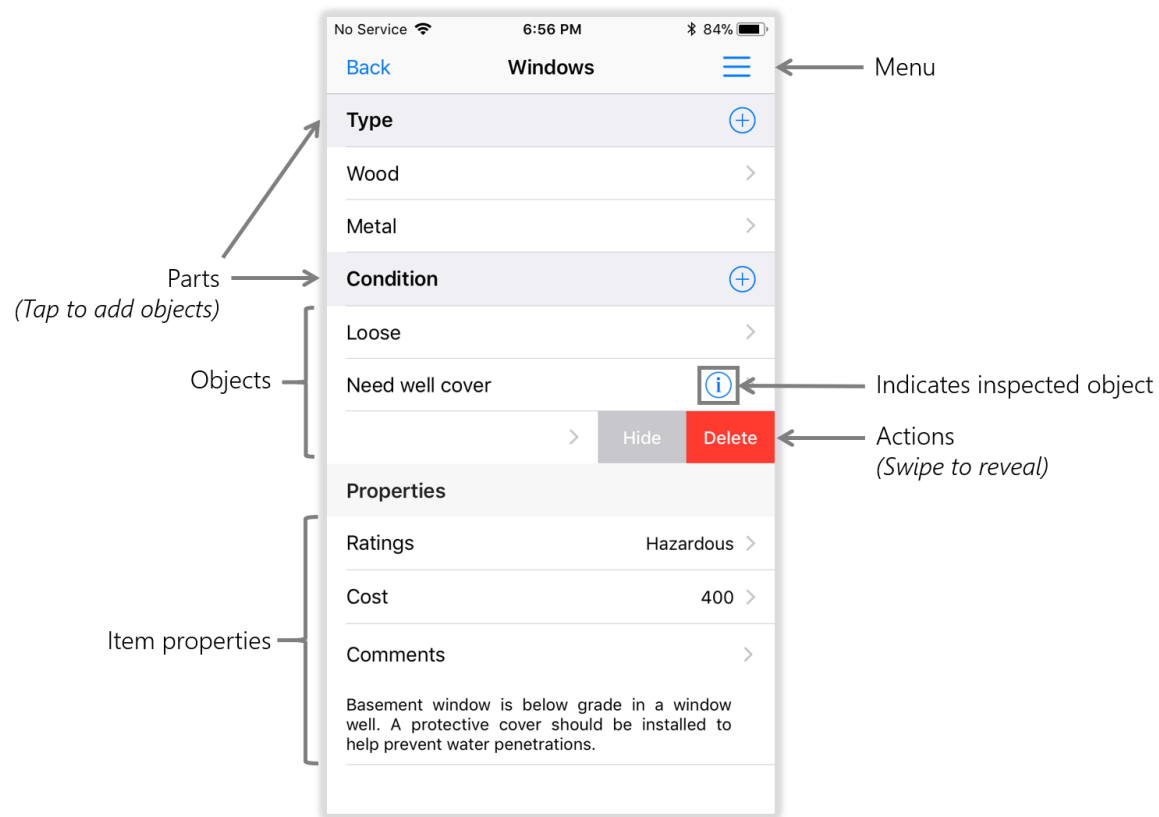 No Service 6:56 PM 84%
Back Windows
Menu
Type
Wood
Metal
Parts
(Tap to add objects)
Condition
Objects
Loose
Need well cover i
Indicates inspected object
Hide Delete
Actions
(Swipe to reveal)
Properties
Item properties
Ratings Hazardous
Cost 400
Comments
Basement window is below grade in a window
well. A protective cover should be installed to
help prevent water penetrations.